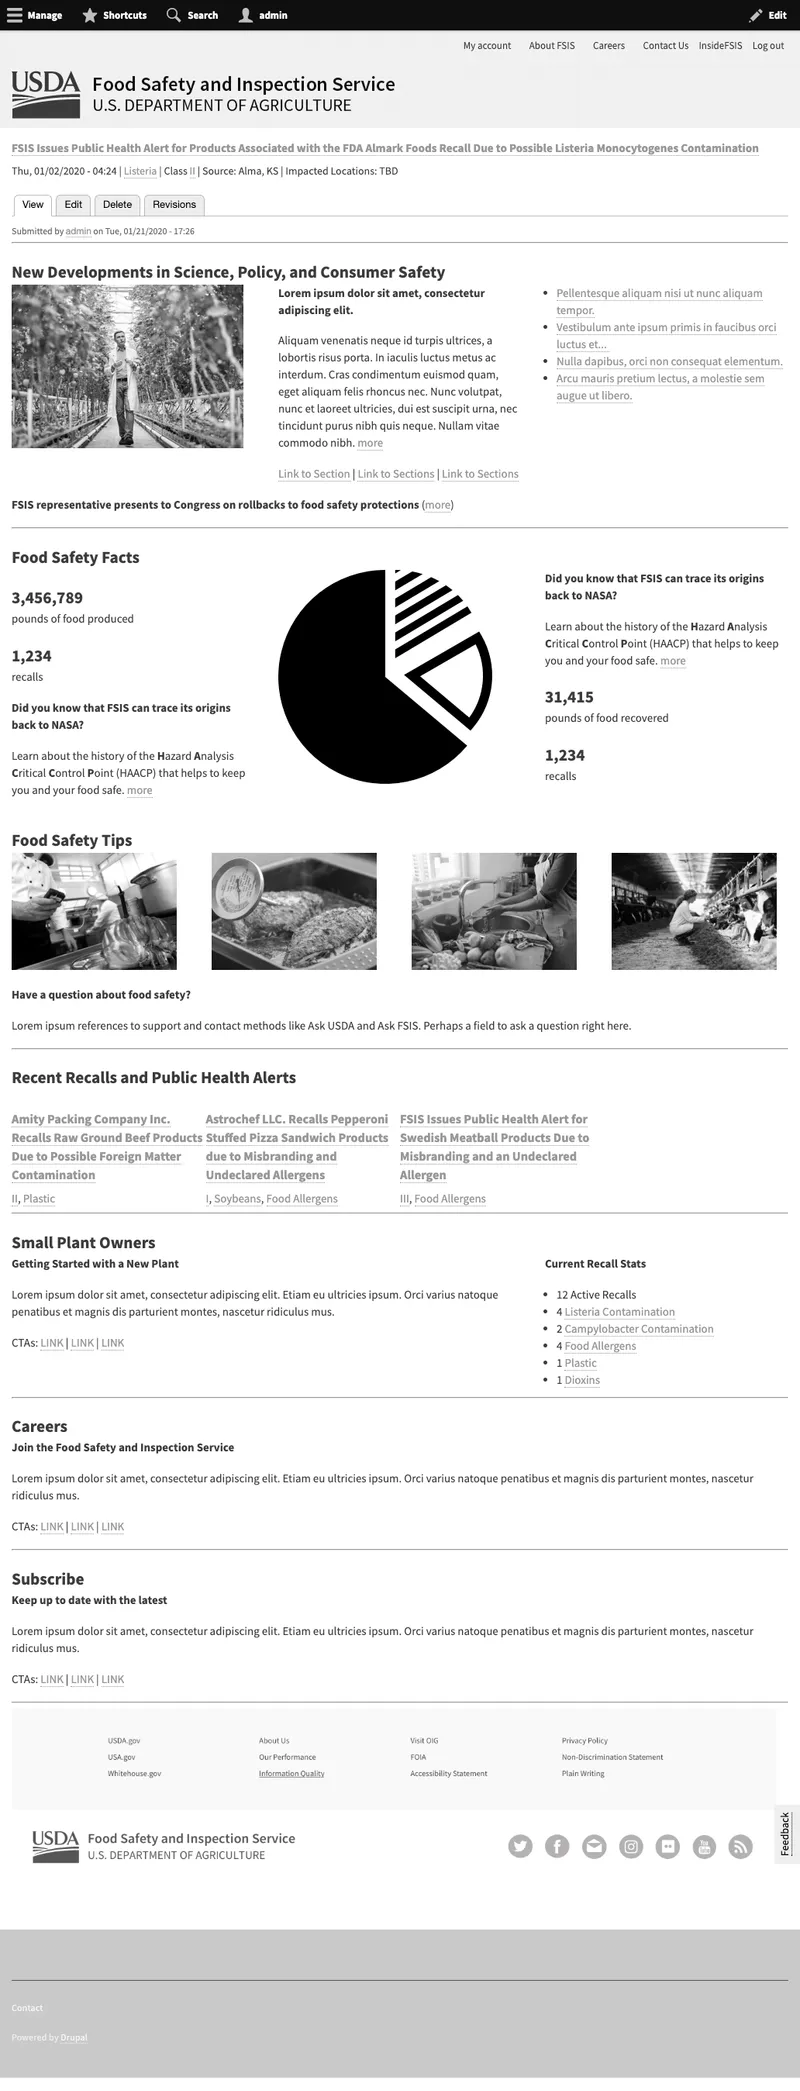 Manage Shortcuts Search admin Edit
My account About FSIS Careers Contact Us InsideFSIS Log out
USDA Food Safety and Inspection Service
U.S. DEPARTMENT OF AGRICULTURE
FSIS Issues Public Health Alert for Products Associated with the FDA Almark Foods Recall Due to Possible Listeria Monocytogenes Contamination
Thu, 01/02/2020 - 04:24 | Listeria | Class II | Source: Alma, KS | Impacted Locations: TBD
View Edit Delete Revisions
Submitted by admin on Tue, 01/21/2020 - 17:26
New Developments in Science, Policy, and Consumer Safety
Lorem ipsum dolor sit amet, consectetur
adipiscing elit.
Aliquam venenatis neque id turpis ultrices, a
lobortis risus porta. In iaculis luctus metus ac
interdum. Cras condimentum euismod quam,
eget aliquam felis rhoncus nec. Nunc volutpat,
nunc et laoreet ultricies, dui est suscipit urna, nec
tincidunt purus nibh quis neque. Nullam vitae
commodo nibh. more
Link to Section | Link to Sections | Link to Sections
Pellentesque aliquam nisi ut nunc aliquam
tempor.
Vestibulum ante ipsum primis in faucibus orci
luctus et...
Nulla dapibus, orci non consequat elementum.
Arcu mauris pretium lectus, a molestie sem
augue ut libero.
FSIS representative presents to Congress on rollbacks to food safety protections (more)
Food Safety Facts
3,456,789
pounds of food produced
1,234
recalls
Did you know that FSIS can trace its origins
back to NASA?
Learn about the history of the Hazard Analysis
Critical Control Point (HAACP) that helps to keep
you and your food safe. more
Did you know that FSIS can trace its origins
back to NASA?
Learn about the history of the Hazard Analysis
Critical Control Point (HAACP) that helps to keep
you and your food safe. more
31,415
pounds of food recovered
1,234
recalls
Food Safety Tips
Have a question about food safety?
Lorem ipsum references to support and contact methods like Ask USDA and Ask FSIS. Perhaps a field to ask a question right here.
Recent Recalls and Public Health Alerts
Amity Packing Company Inc.
Recalls Raw Ground Beef Products
Due to Possible Foreign Matter
Contamination
II, Plastic
Astrochef LLC. Recalls Pepperoni
Stuffed Pizza Sandwich Products
due to Misbranding and
Undeclared Allergens
I, Soybeans, Food Allergens
FSIS Issues Public Health Alert for
Swedish Meatball Products Due to
Misbranding and an Undeclared
Allergen
III, Food Allergens
Small Plant Owners
Getting Started with a New Plant
Lorem ipsum dolor sit amet, consectetur adipiscing elit. Etiam eu ultricies ipsum. Orci varius natoque
penatibus et magnis dis parturient montes, nascetur ridiculus mus.
CTAs: LINK | LINK | LINK
Current Recall Stats
12 Active Recalls
4 Listeria Contamination
2 Campylobacter Contamination
4 Food Allergens
1 Plastic
1 Dioxins
Careers
Join the Food Safety and Inspection Service
Lorem ipsum dolor sit amet, consectetur adipiscing elit. Etiam eu ultricies ipsum. Orci varius natoque penatibus et magnis dis parturient montes, nascetur
ridiculus mus.
CTAs: LINK | LINK | LINK
Subscribe
Keep up to date with the latest
Lorem ipsum dolor sit amet, consectetur adipiscing elit. Etiam eu ultricies ipsum. Orci varius natoque penatibus et magnis dis parturient montes, nascetur
ridiculus mus.
CTAs: LINK | LINK | LINK
USDA.gov About Us Visit OIG Privacy Policy
USA.gov Our Performance FOIA Non-Discrimination Statement
Whitehouse.gov Information Quality Accessibility Statement Plain Writing
Feedback
USDA Food Safety and Inspection Service
U.S. DEPARTMENT OF AGRICULTURE
You Tube
Contact
Powered by Drupal